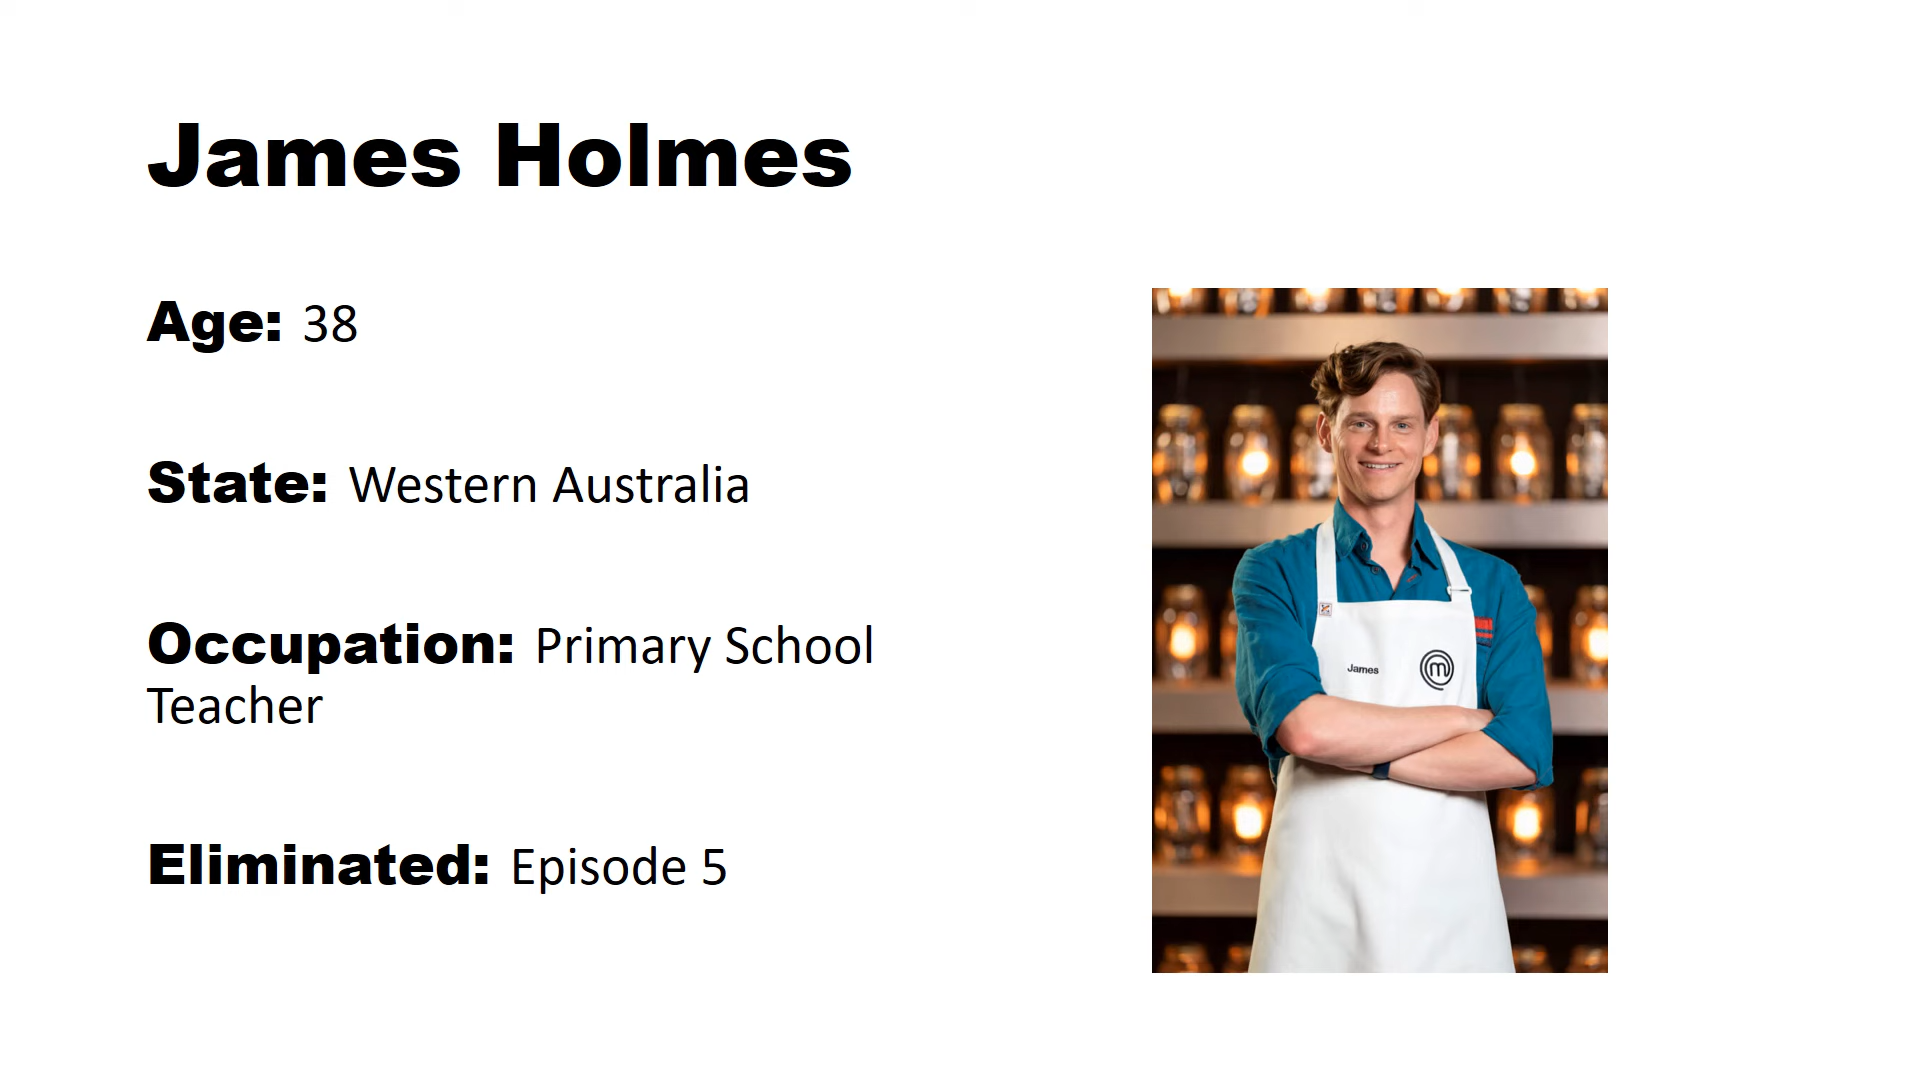 James Holmes
Age: 38
State: Western Australia
Occupation: Primary School
Teacher
Eliminated: Episode 5
James
m